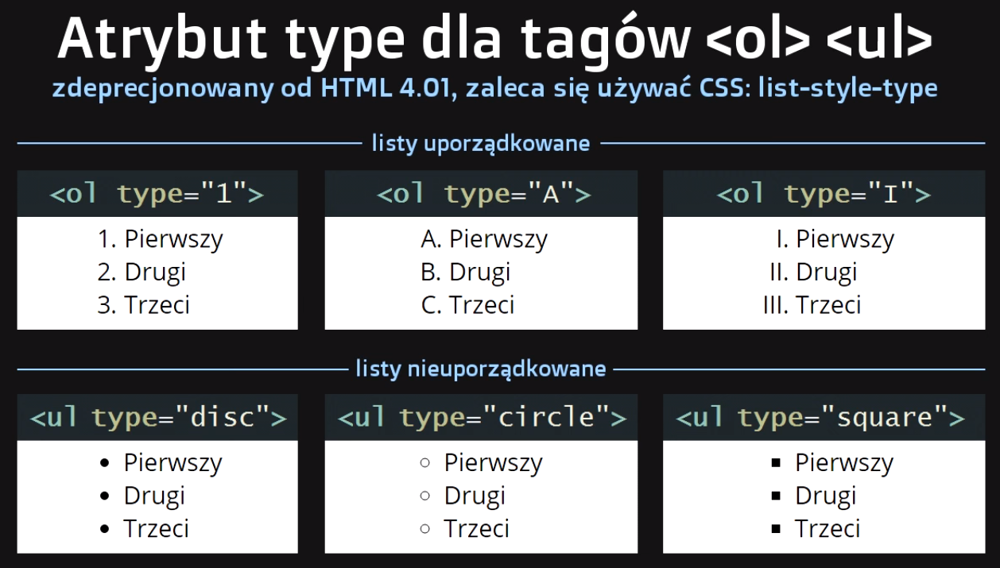 Atrybut type dla tagów <ol> <ul>
zdeprecjonowany od HTML 4.01, zaleca się używać CSS: list-style-type
listy uporządkowane
<ol type="1">
1. Pierwszy
2. Drugi
3. Trzeci
<ol type="A">
A. Pierwszy
B. Drugi
C. Trzeci
<ol type="I">
I. Pierwszy
II. Drugi
III. Trzeci
listy nieuporządkowane
<ul type="disc">
• Pierwszy
• Drugi
• Trzeci
<ul type="circle">
○ Pierwszy
○ Drugi
○ Trzeci
<ul type="square">
▪ Pierwszy
▪ Drugi
▪ Trzeci